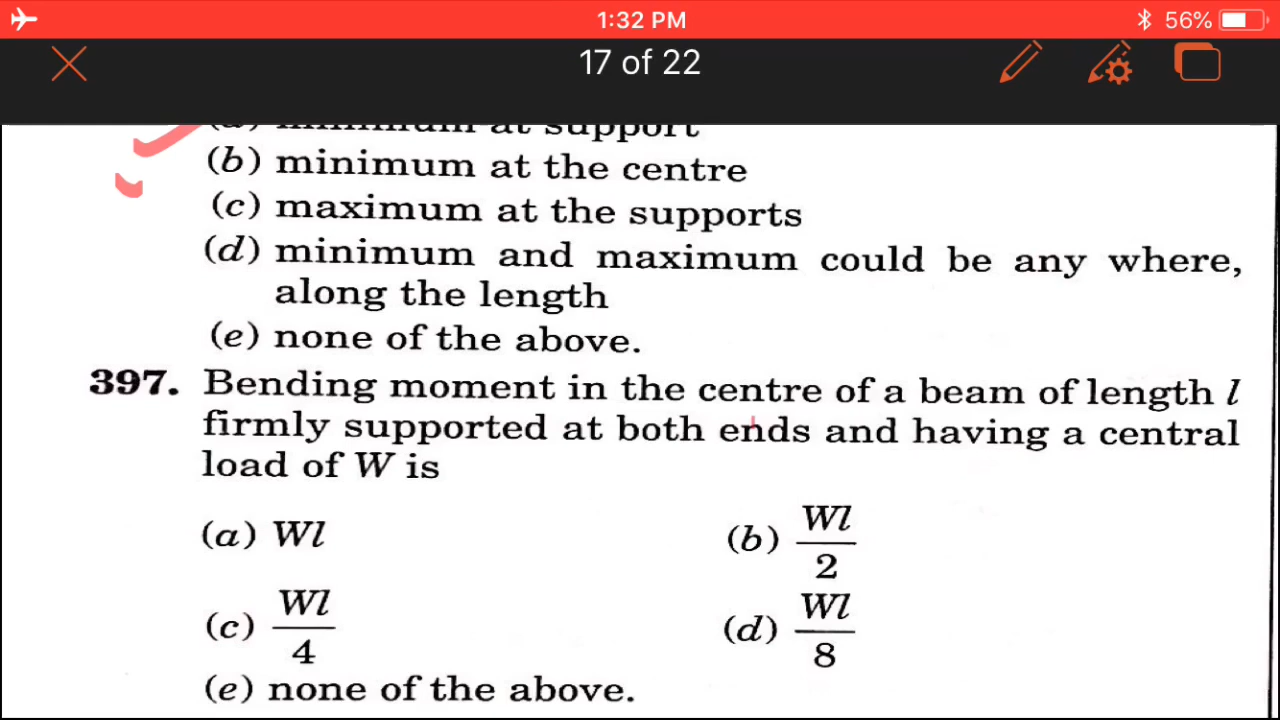 1:32 PM
56%
17 of 22
minimum at support
(b) minimum at the centre
(c) maximum at the supports
(d) minimum and maximum could be any where,
along the length
(e) none of the above.
397. Bending moment in the centre of a beam of length l
firmly supported at both ends and having a central
load of W is
(a) Wl
(b) Wl/2
(c) Wl/4
(d) Wl/8
(e) none of the above.